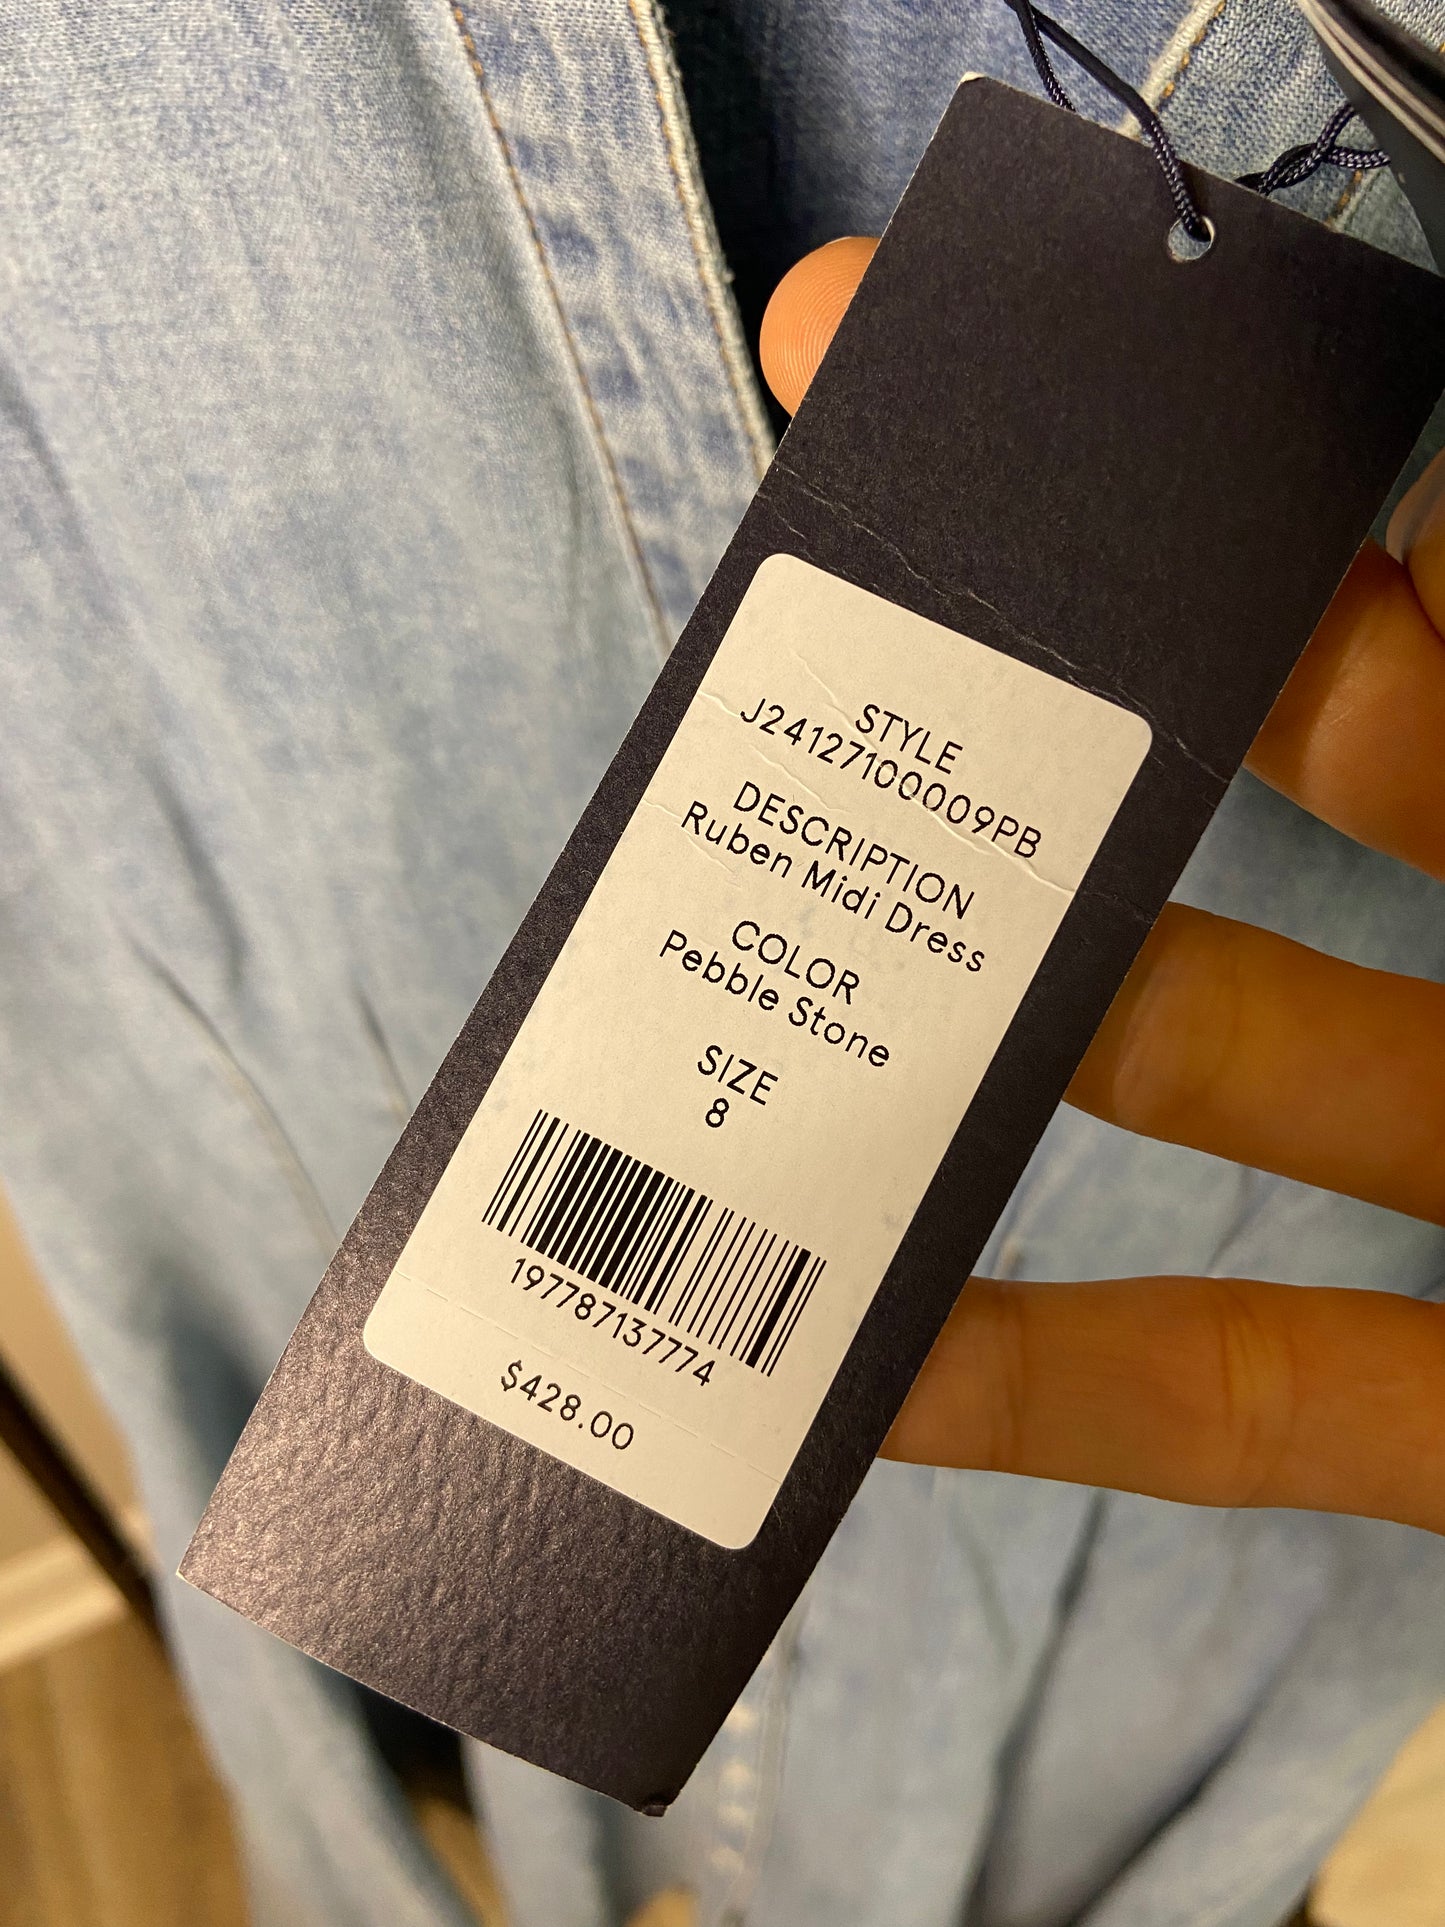 STYLE
J24127100009PB
DESCRIPTION
Ruben Midi Dress
COLOR
Pebble Stone
SIZE
8
197787137774
$428.00